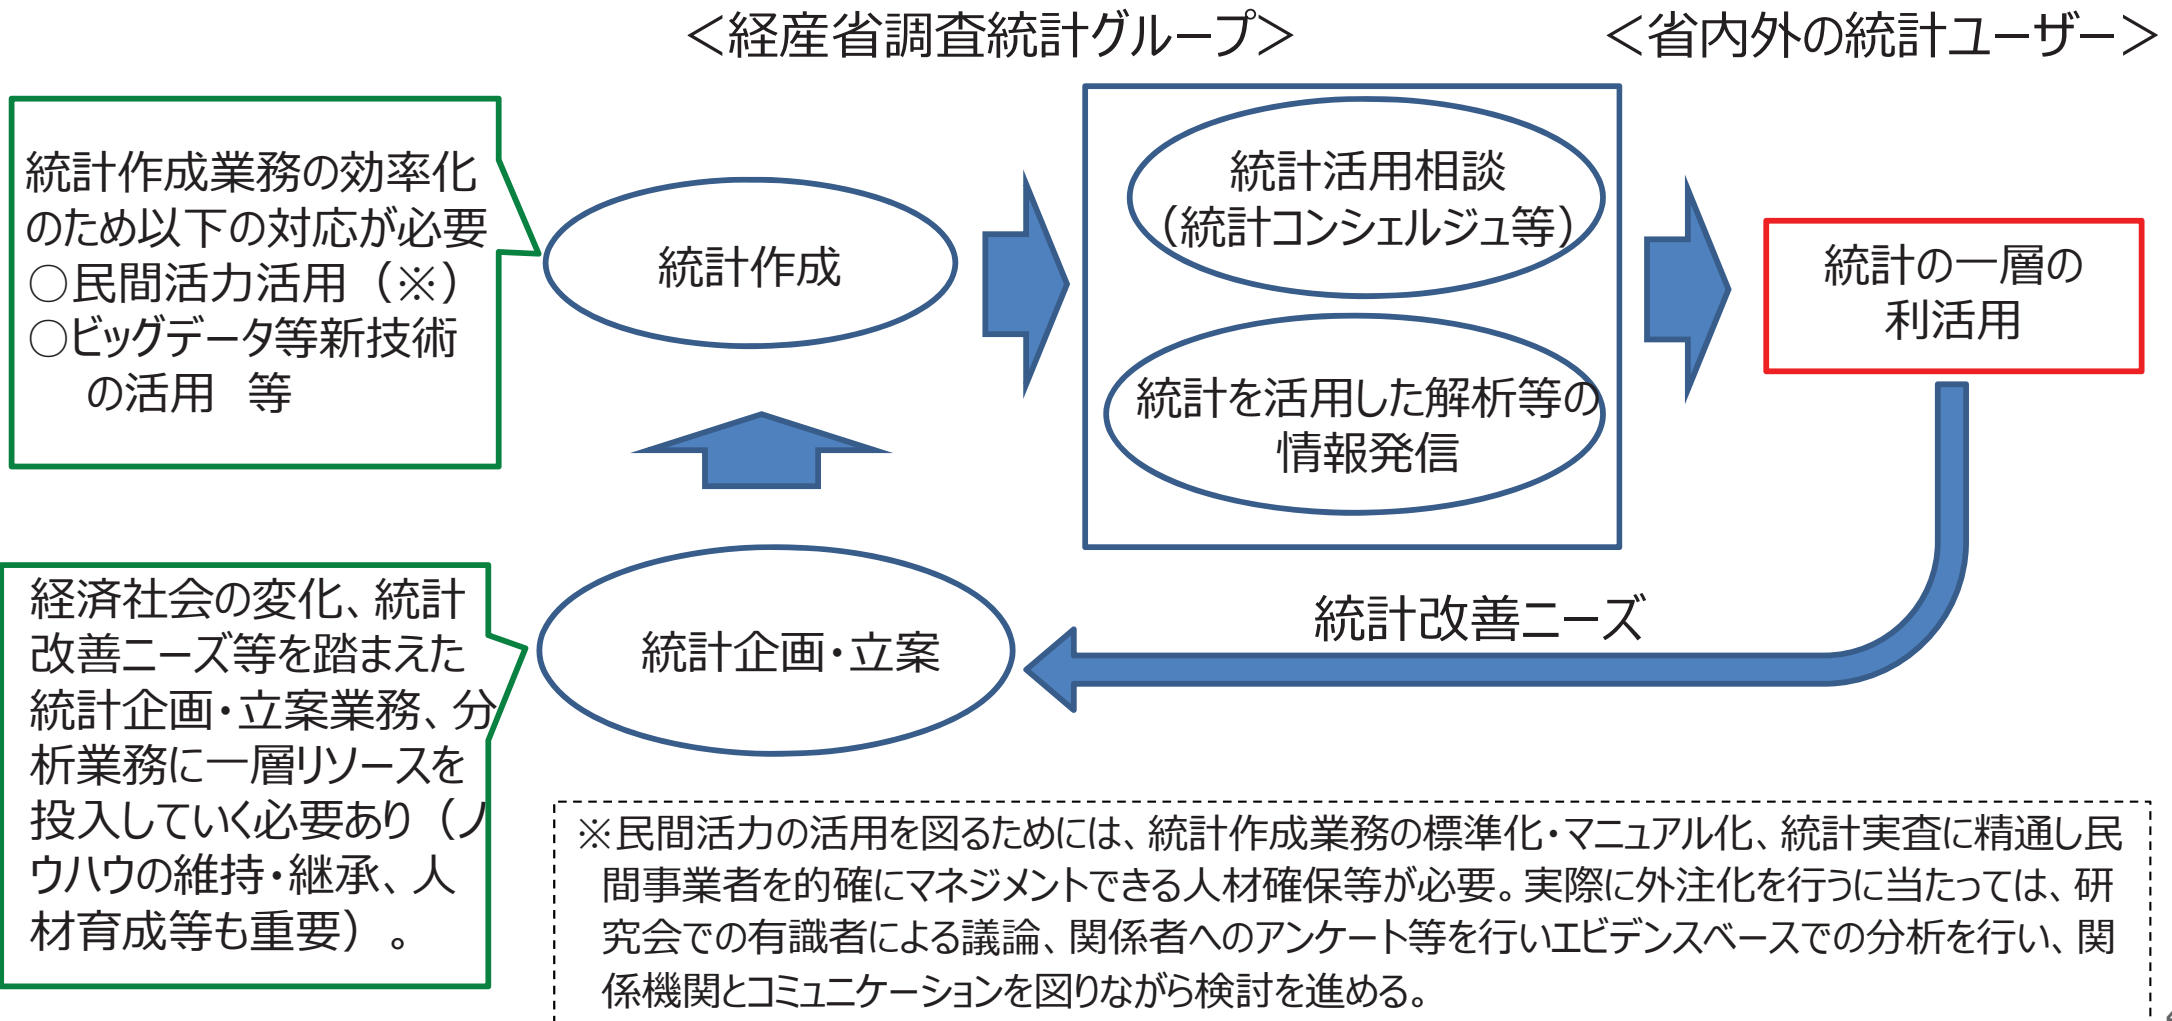 ＜経産省調査統計グループ＞
＜省内外の統計ユーザー＞
統計作成業務の効率化
のため以下の対応が必要
○民間活力活用（※）
○ビッグデータ等新技術
の活用　等
統計作成
統計活用相談
（統計コンシェルジュ等）
統計を活用した解析等の
情報発信
統計の一層の
利活用
経済社会の変化、統計
改善ニーズ等を踏まえた
統計企画・立案業務、分
析業務に一層リソースを
投入していく必要あり（ノ
ウハウの維持・継承、人
材育成等も重要）。
統計企画・立案
統計改善ニーズ
※民間活力の活用を図るためには、統計作成業務の標準化・マニュアル化、統計実査に精通し民
間事業者を的確にマネジメントできる人材確保等が必要。実際に外注化を行うに当たっては、研
究会での有識者による議論、関係者へのアンケート等を行いエビデンスベースでの分析を行い、関
係機関とコミュニケーションを図りながら検討を進める。